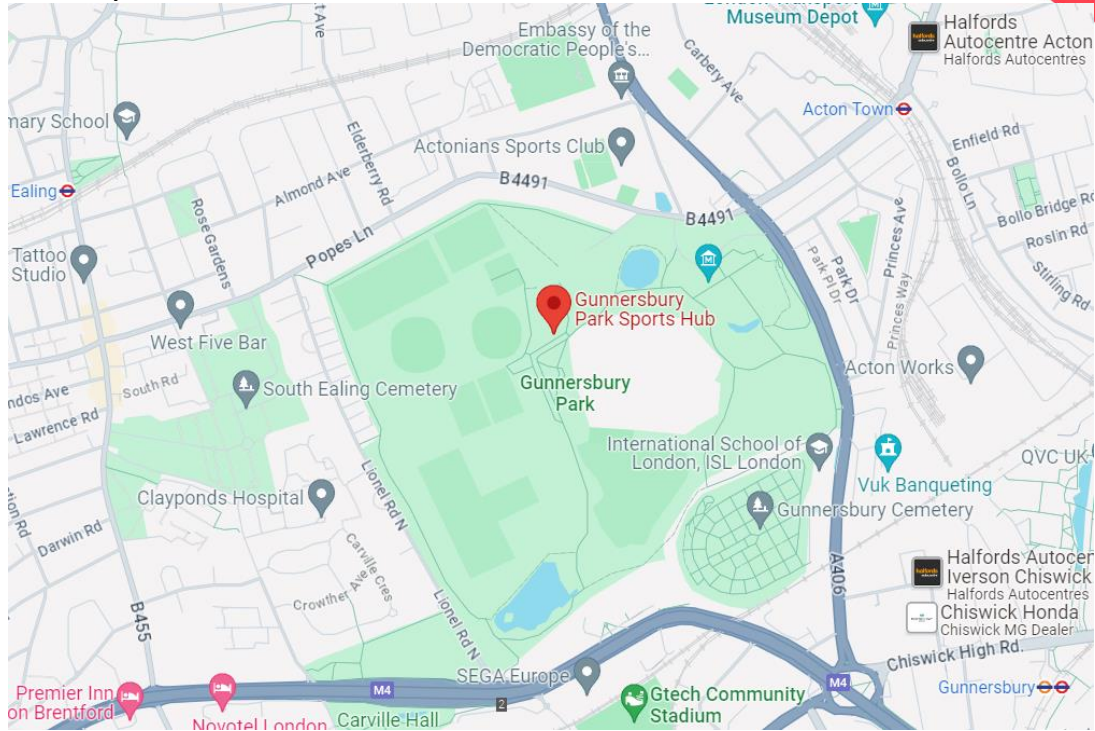 Museum Depot
Halfords
Autocentre Acton
Halfords Autocentres
Embassy of the
Democratic People's...
Carbery Ave
Acton Town
mary School
Elderberry Rd
Actonians Sports Club
Enfield Rd
Bollo Ln
Ealing
Almond Ave
B4491
B4491
Bollo Bridge Rd
Rose Gardens
Popes Ln
Princes Ave
Roslin Rd
Tattoo
Studio
Park Dr
Park Pl Dr
Princes Way
Stirling Rd
Gunnersbury
Park Sports Hub
West Five Bar
Acton Works
Gunnersbury
Park
South Rd
South Ealing Cemetery
ndos Ave
Lawrence Rd
International School of
London, ISL London
QVC UK
Vuk Banqueting
Clayponds Hospital
Lionel Rd N
Gunnersbury Cemetery
Darwin Rd
Carville Cres
A406
Halfords Autocen
Iverson Chiswick
Halfords Autocentres
Crowther Ave
B455
Lionel Rd N
Chiswick Honda
Chiswick MG Dealer
Chiswick High Rd.
SEGA Europe
M4
M4
Gunnersbury
Premier Inn
on Brentford
2
Gtech Community
Stadium
Novotel London
Carville Hall